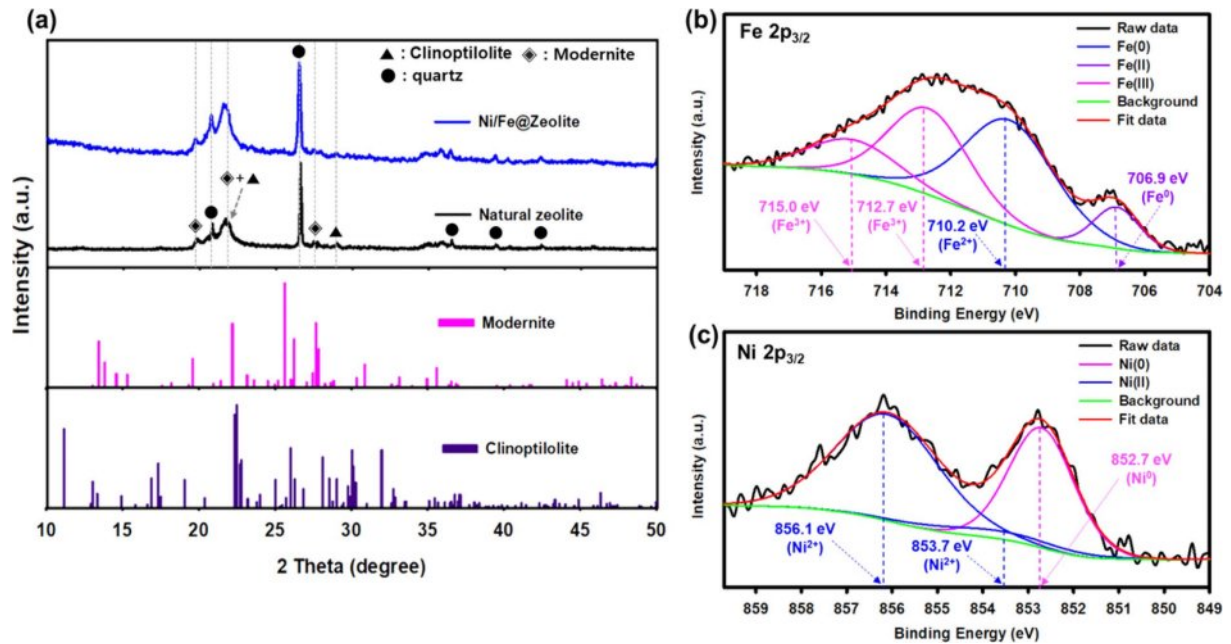 (a)
▲ : Clinoptilolite ◈ : Modernite
● : quartz
Ni/Fe@Zeolite
◈ + ▲
Natural zeolite
Modernite
Clinoptilolite
Intensity (a.u.)
10 15 20 25 30 35 40 45 50
2 Theta (degree)
(b)
Fe 2p3/2
Raw data
Fe(0)
Fe(II)
Fe(III)
Background
Fit data
715.0 eV
(Fe3+)
712.7 eV
(Fe3+)
710.2 eV
(Fe2+)
706.9 eV
(Fe0)
Intensity (a.u.)
718 716 714 712 710 708 706 704
Binding Energy (eV)
(c)
Ni 2p3/2
Raw data
Ni(0)
Ni(II)
Background
Fit data
856.1 eV
(Ni2+)
853.7 eV
(Ni2+)
852.7 eV
(Ni0)
Intensity (a.u.)
859 858 857 856 855 854 853 852 851 850 849
Binding Energy (eV)